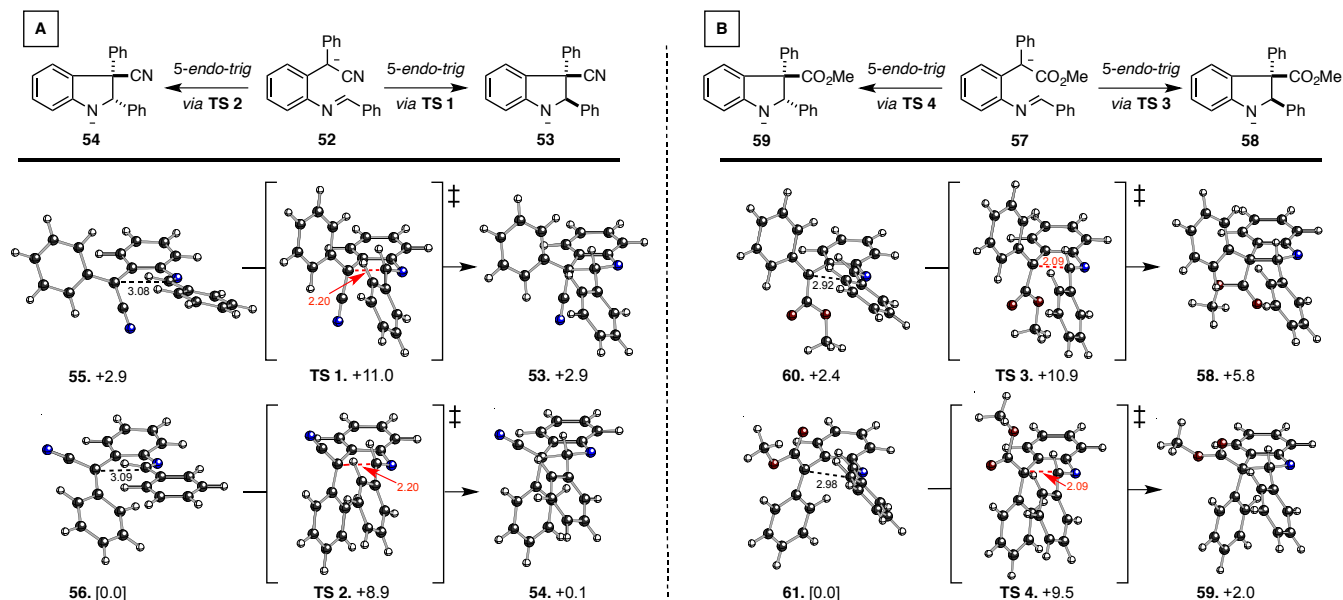 A
Ph
CN
Ph
N
–
54
5-endo-trig
via TS 2
Ph
–
CN
N
Ph
52
5-endo-trig
via TS 1
Ph
CN
Ph
N
–
53
3.08
2.20
‡
55. +2.9
TS 1. +11.0
53. +2.9
3.09
2.20
‡
56. [0.0]
TS 2. +8.9
54. +0.1
B
Ph
CO2Me
Ph
N
–
59
5-endo-trig
via TS 4
Ph
–
CO2Me
N
Ph
57
5-endo-trig
via TS 3
Ph
CO2Me
Ph
N
–
58
2.92
2.09
‡
60. +2.4
TS 3. +10.9
58. +5.8
2.98
2.09
‡
61. [0.0]
TS 4. +9.5
59. +2.0